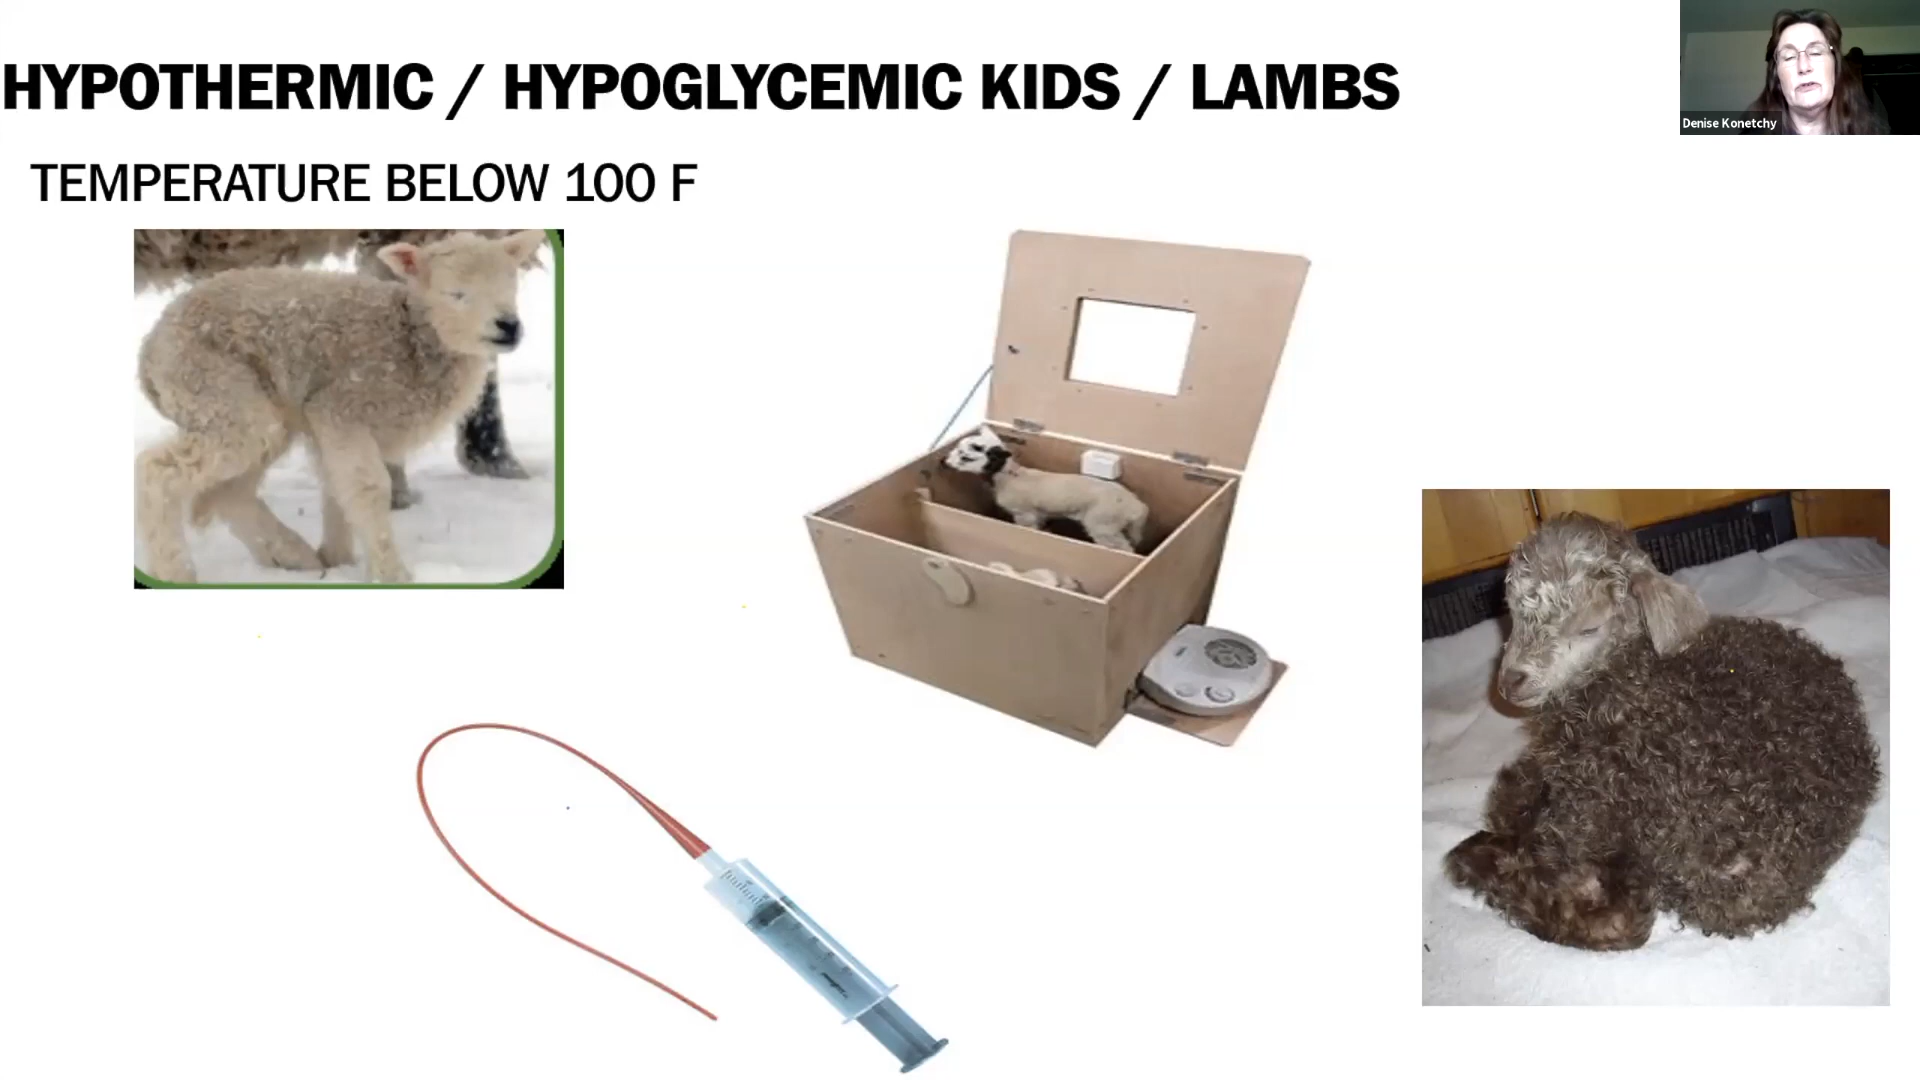 HYPOTHERMIC / HYPOGLYCEMIC KIDS / LAMBS
Denise Konetchy
TEMPERATURE BELOW 100 F